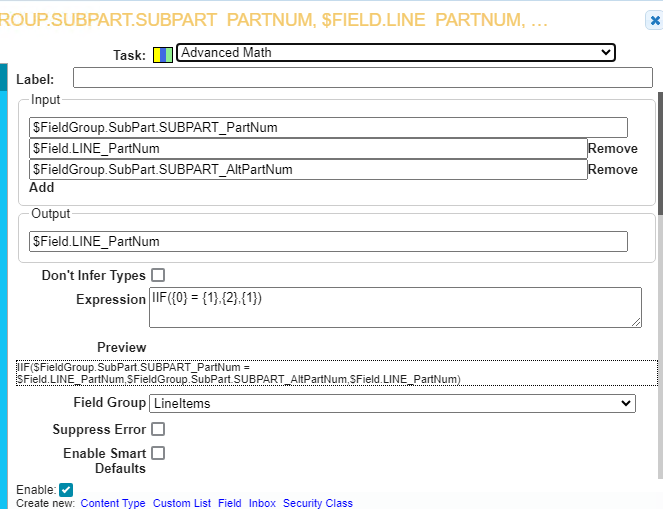 ROUP.SUBPART.SUBPART PARTNUM, $FIELD.LINE PARTNUM, ...
Task: Advanced Math
Label:
Input
$FieldGroup.SubPart.SUBPART_PartNum
$Field.LINE_PartNum Remove
$FieldGroup.SubPart.SUBPART_AltPartNum Remove
Add
Output
$Field.LINE_PartNum
Don't Infer Types
Expression IIF({0} = {1},{2},{1})
Preview
IIF($FieldGroup.SubPart.SUBPART_PartNum =
$Field.LINE_PartNum,$FieldGroup.SubPart.SUBPART_AltPartNum,$Field.LINE_PartNum)
Field Group LineItems
Suppress Error
Enable Smart
Defaults
Enable:
Create new: Content Type Custom List Field Inbox Security Class